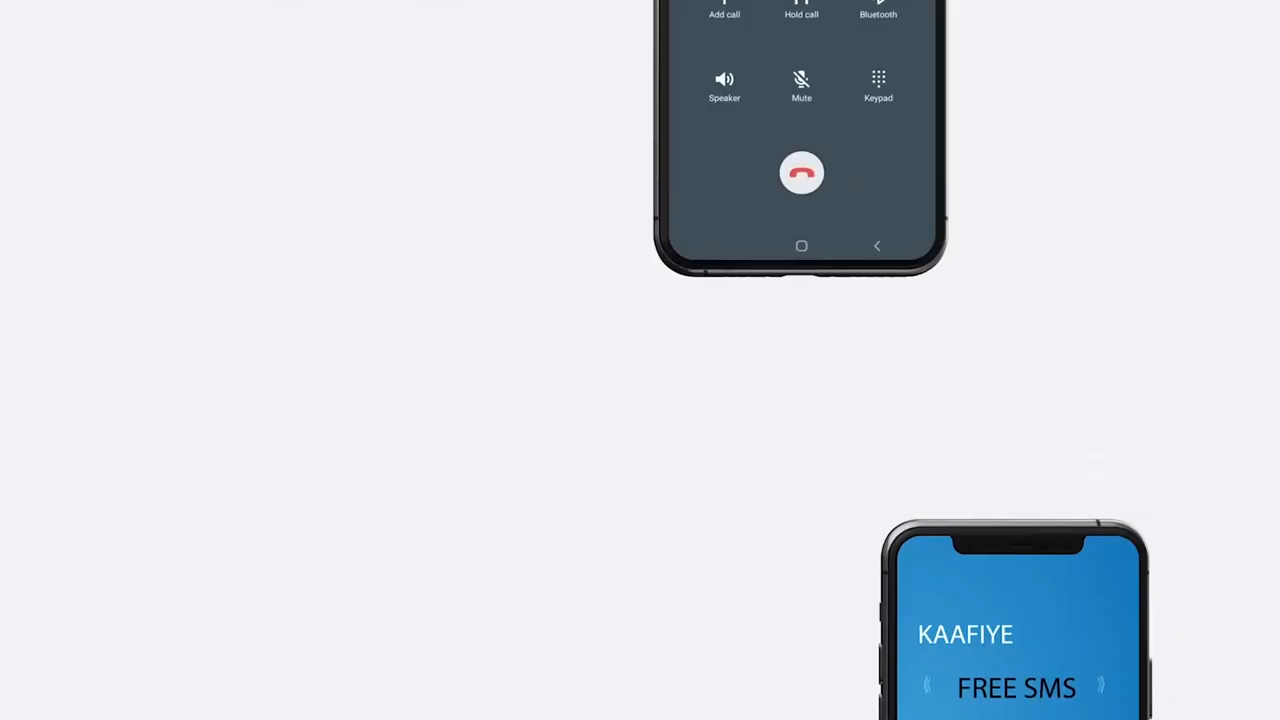 Add call Hold call Bluetooth
Speaker Mute Keypad
KAAFIYE
FREE SMS